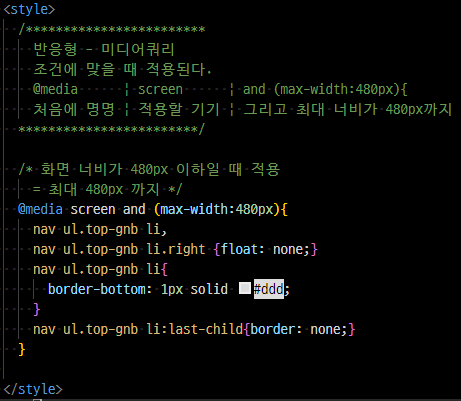 <style>
/************************
반응형 - 미디어쿼리
조건에 맞을 때 적용된다.
@media ¦ screen ¦ and (max-width:480px){
처음에 명명 ¦ 적용할 기기 ¦ 그리고 최대 너비가 480px까지
************************/
/* 화면 너비가 480px 이하일 때 적용
= 최대 480px 까지 */
@media screen and (max-width:480px){
nav ul.top-gnb li,
nav ul.top-gnb li.right {float: none;}
nav ul.top-gnb li{
border-bottom: 1px solid #ddd;
}
nav ul.top-gnb li:last-child{border: none;}
}
</style>